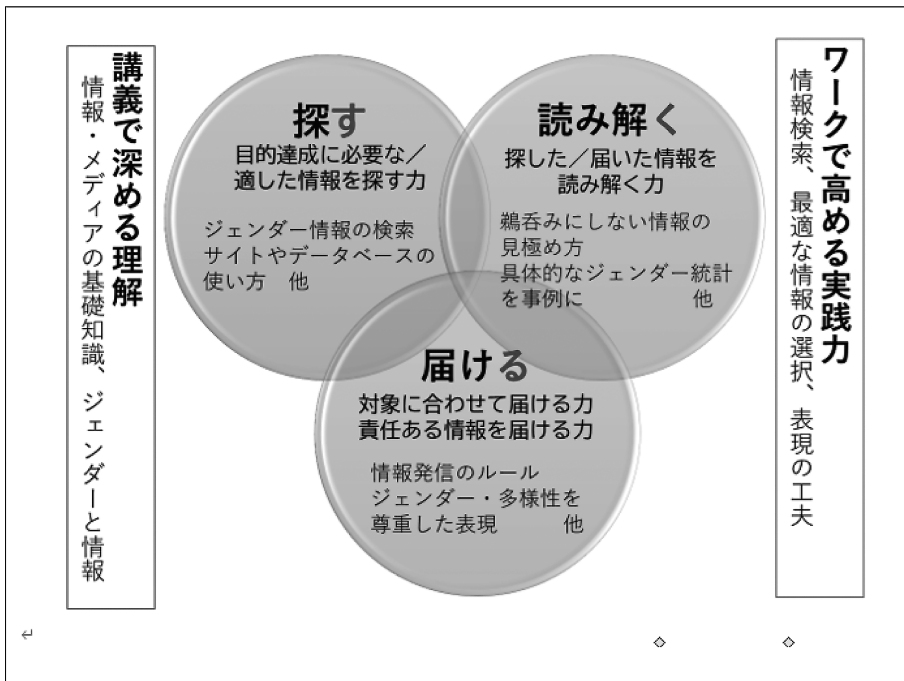 講義で深める理解
情報・メディアの基礎知識、ジェンダーと情報
探す
目的達成に必要な／
適した情報を探す力
ジェンダー情報の検索
サイトやデータベースの
使い方　他
読み解く
探した／届いた情報を
読み解く力
鵜呑みにしない情報の
見極め方
具体的なジェンダー統計
を事例に　他
届ける
対象に合わせて届ける力
責任ある情報を届ける力
情報発信のルール
ジェンダー・多様性を
尊重した表現　他
ワークで高める実践力
情報検索、最適な情報の選択、表現の工夫